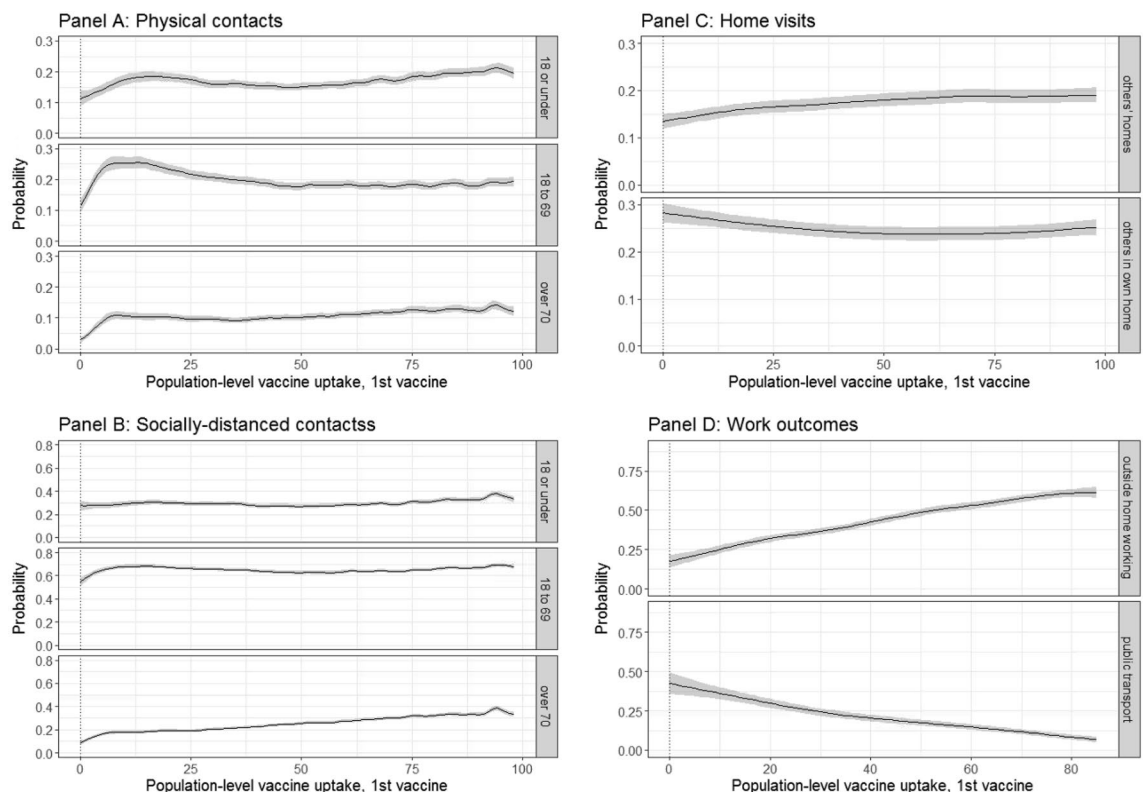 Panel A: Physical contacts
Probability
0.3
0.2
0.1
0.0
18 or under
0.3
0.2
0.1
0.0
18 to 69
0.3
0.2
0.1
0.0
over 70
0
25
50
75
100
Population-level vaccine uptake, 1st vaccine
Panel C: Home visits
Probability
0.3
0.2
0.1
0.0
others' homes
0.3
0.2
0.1
0.0
others in own home
0
25
50
75
100
Population-level vaccine uptake, 1st vaccine
Panel B: Socially-distanced contactss
Probability
0.8
0.6
0.4
0.2
0.0
18 or under
0.8
0.6
0.4
0.2
0.0
18 to 69
0.8
0.6
0.4
0.2
0.0
over 70
0
25
50
75
100
Population-level vaccine uptake, 1st vaccine
Panel D: Work outcomes
Probability
0.75
0.50
0.25
0.00
outside home working
0.75
0.50
0.25
0.00
public transport
0
20
40
60
80
Population-level vaccine uptake, 1st vaccine